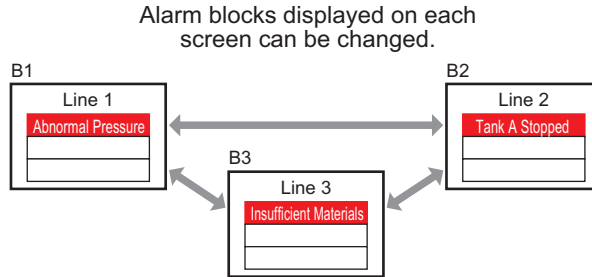 Alarm blocks displayed on each
screen can be changed.
B1
Line 1
Abnormal Pressure
B2
Line 2
Tank A Stopped
B3
Line 3
Insufficient Materials